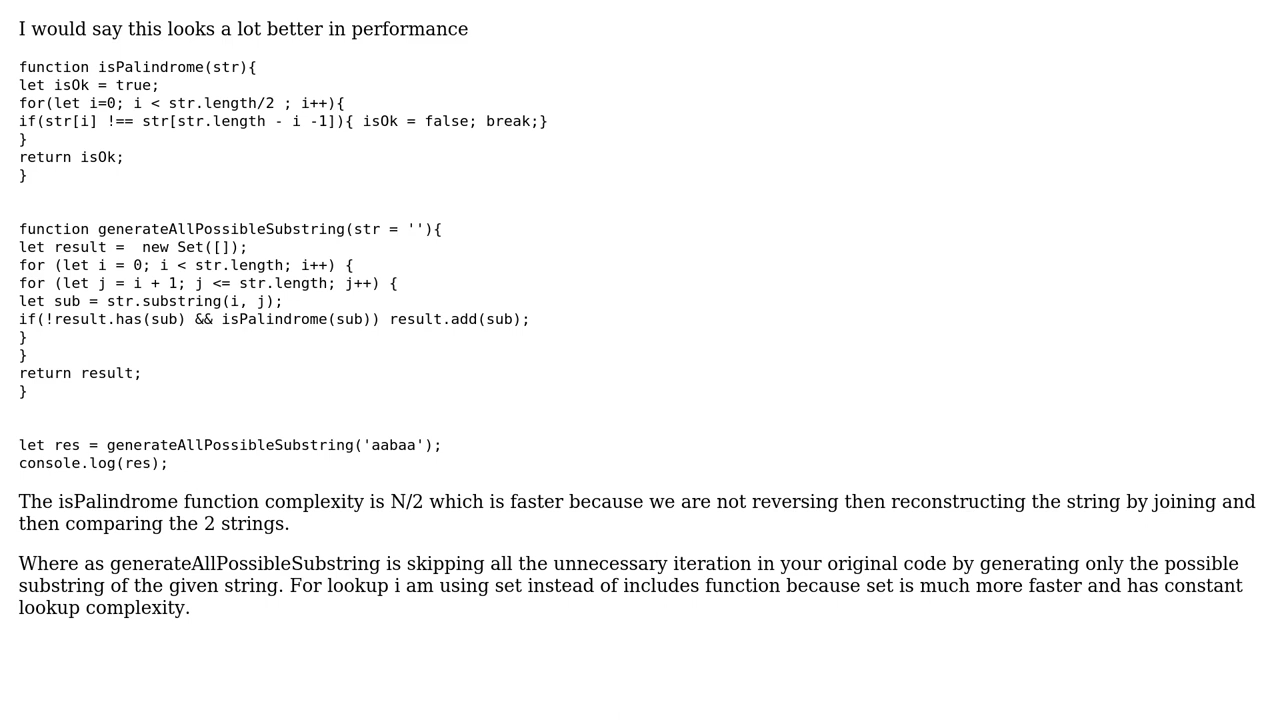 I would say this looks a lot better in performance
function isPalindrome(str){
let isOk = true;
for(let i=0; i < str.length/2 ; i++){
if(str[i] !== str[str.length - i -1]){ isOk = false; break;}
}
return isOk;
}
function generateAllPossibleSubstring(str = ''){
let result =  new Set([]);
for (let i = 0; i < str.length; i++) {
for (let j = i + 1; j <= str.length; j++) {
let sub = str.substring(i, j);
if(!result.has(sub) && isPalindrome(sub)) result.add(sub);
}
}
return result;
}
let res = generateAllPossibleSubstring('aabaa');
console.log(res);
The isPalindrome function complexity is N/2 which is faster because we are not reversing then reconstructing the string by joining and
then comparing the 2 strings.
Where as generateAllPossibleSubstring is skipping all the unnecessary iteration in your original code by generating only the possible
substring of the given string. For lookup i am using set instead of includes function because set is much more faster and has constant
lookup complexity.